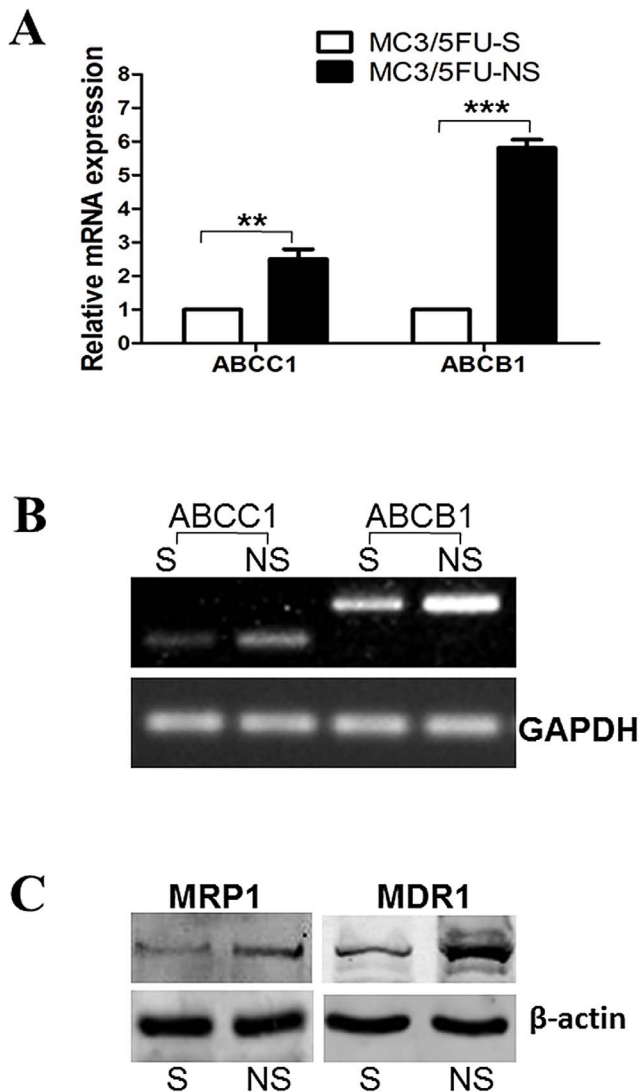 A
MC3/5FU-S
MC3/5FU-NS
Relative mRNA expression
8
7
6
5
4
3
2
1
0
**
***
ABCC1 ABCB1
B
ABCC1 ABCB1
S NS S NS
GAPDH
C
MRP1 MDR1
β-actin
S NS S NS